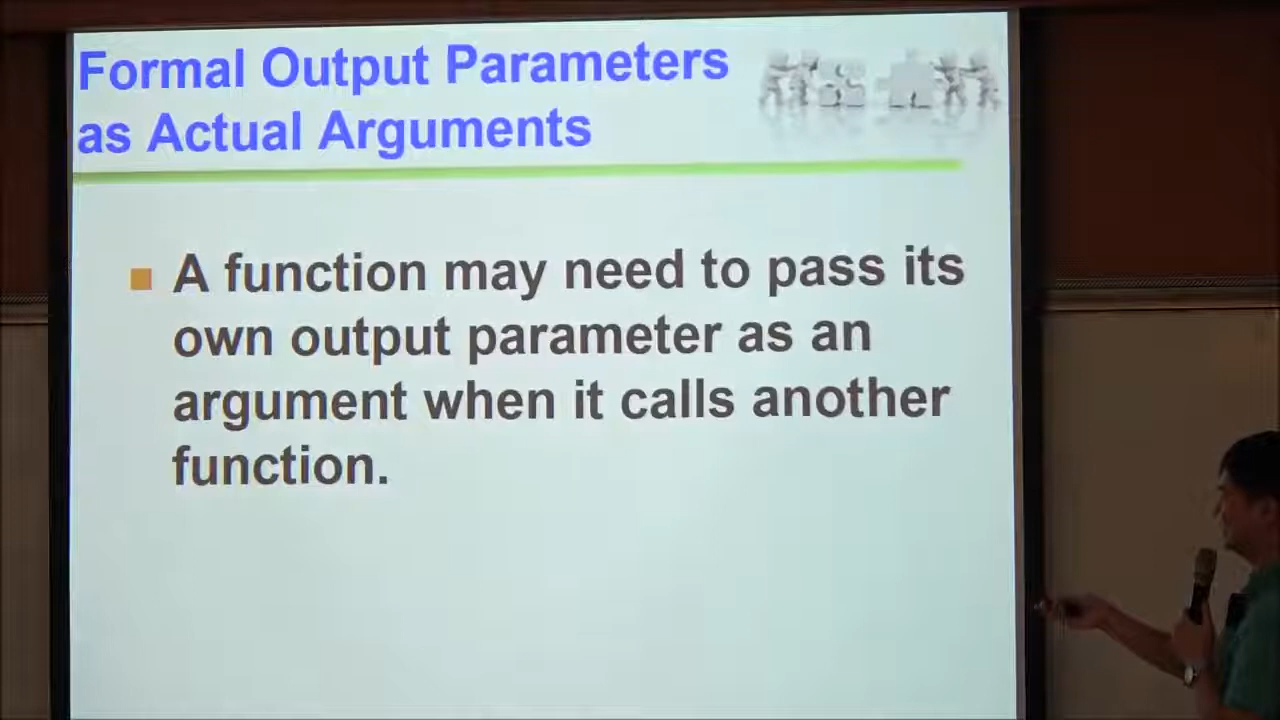 Formal Output Parameters
as Actual Arguments
A function may need to pass its
own output parameter as an
argument when it calls another
function.